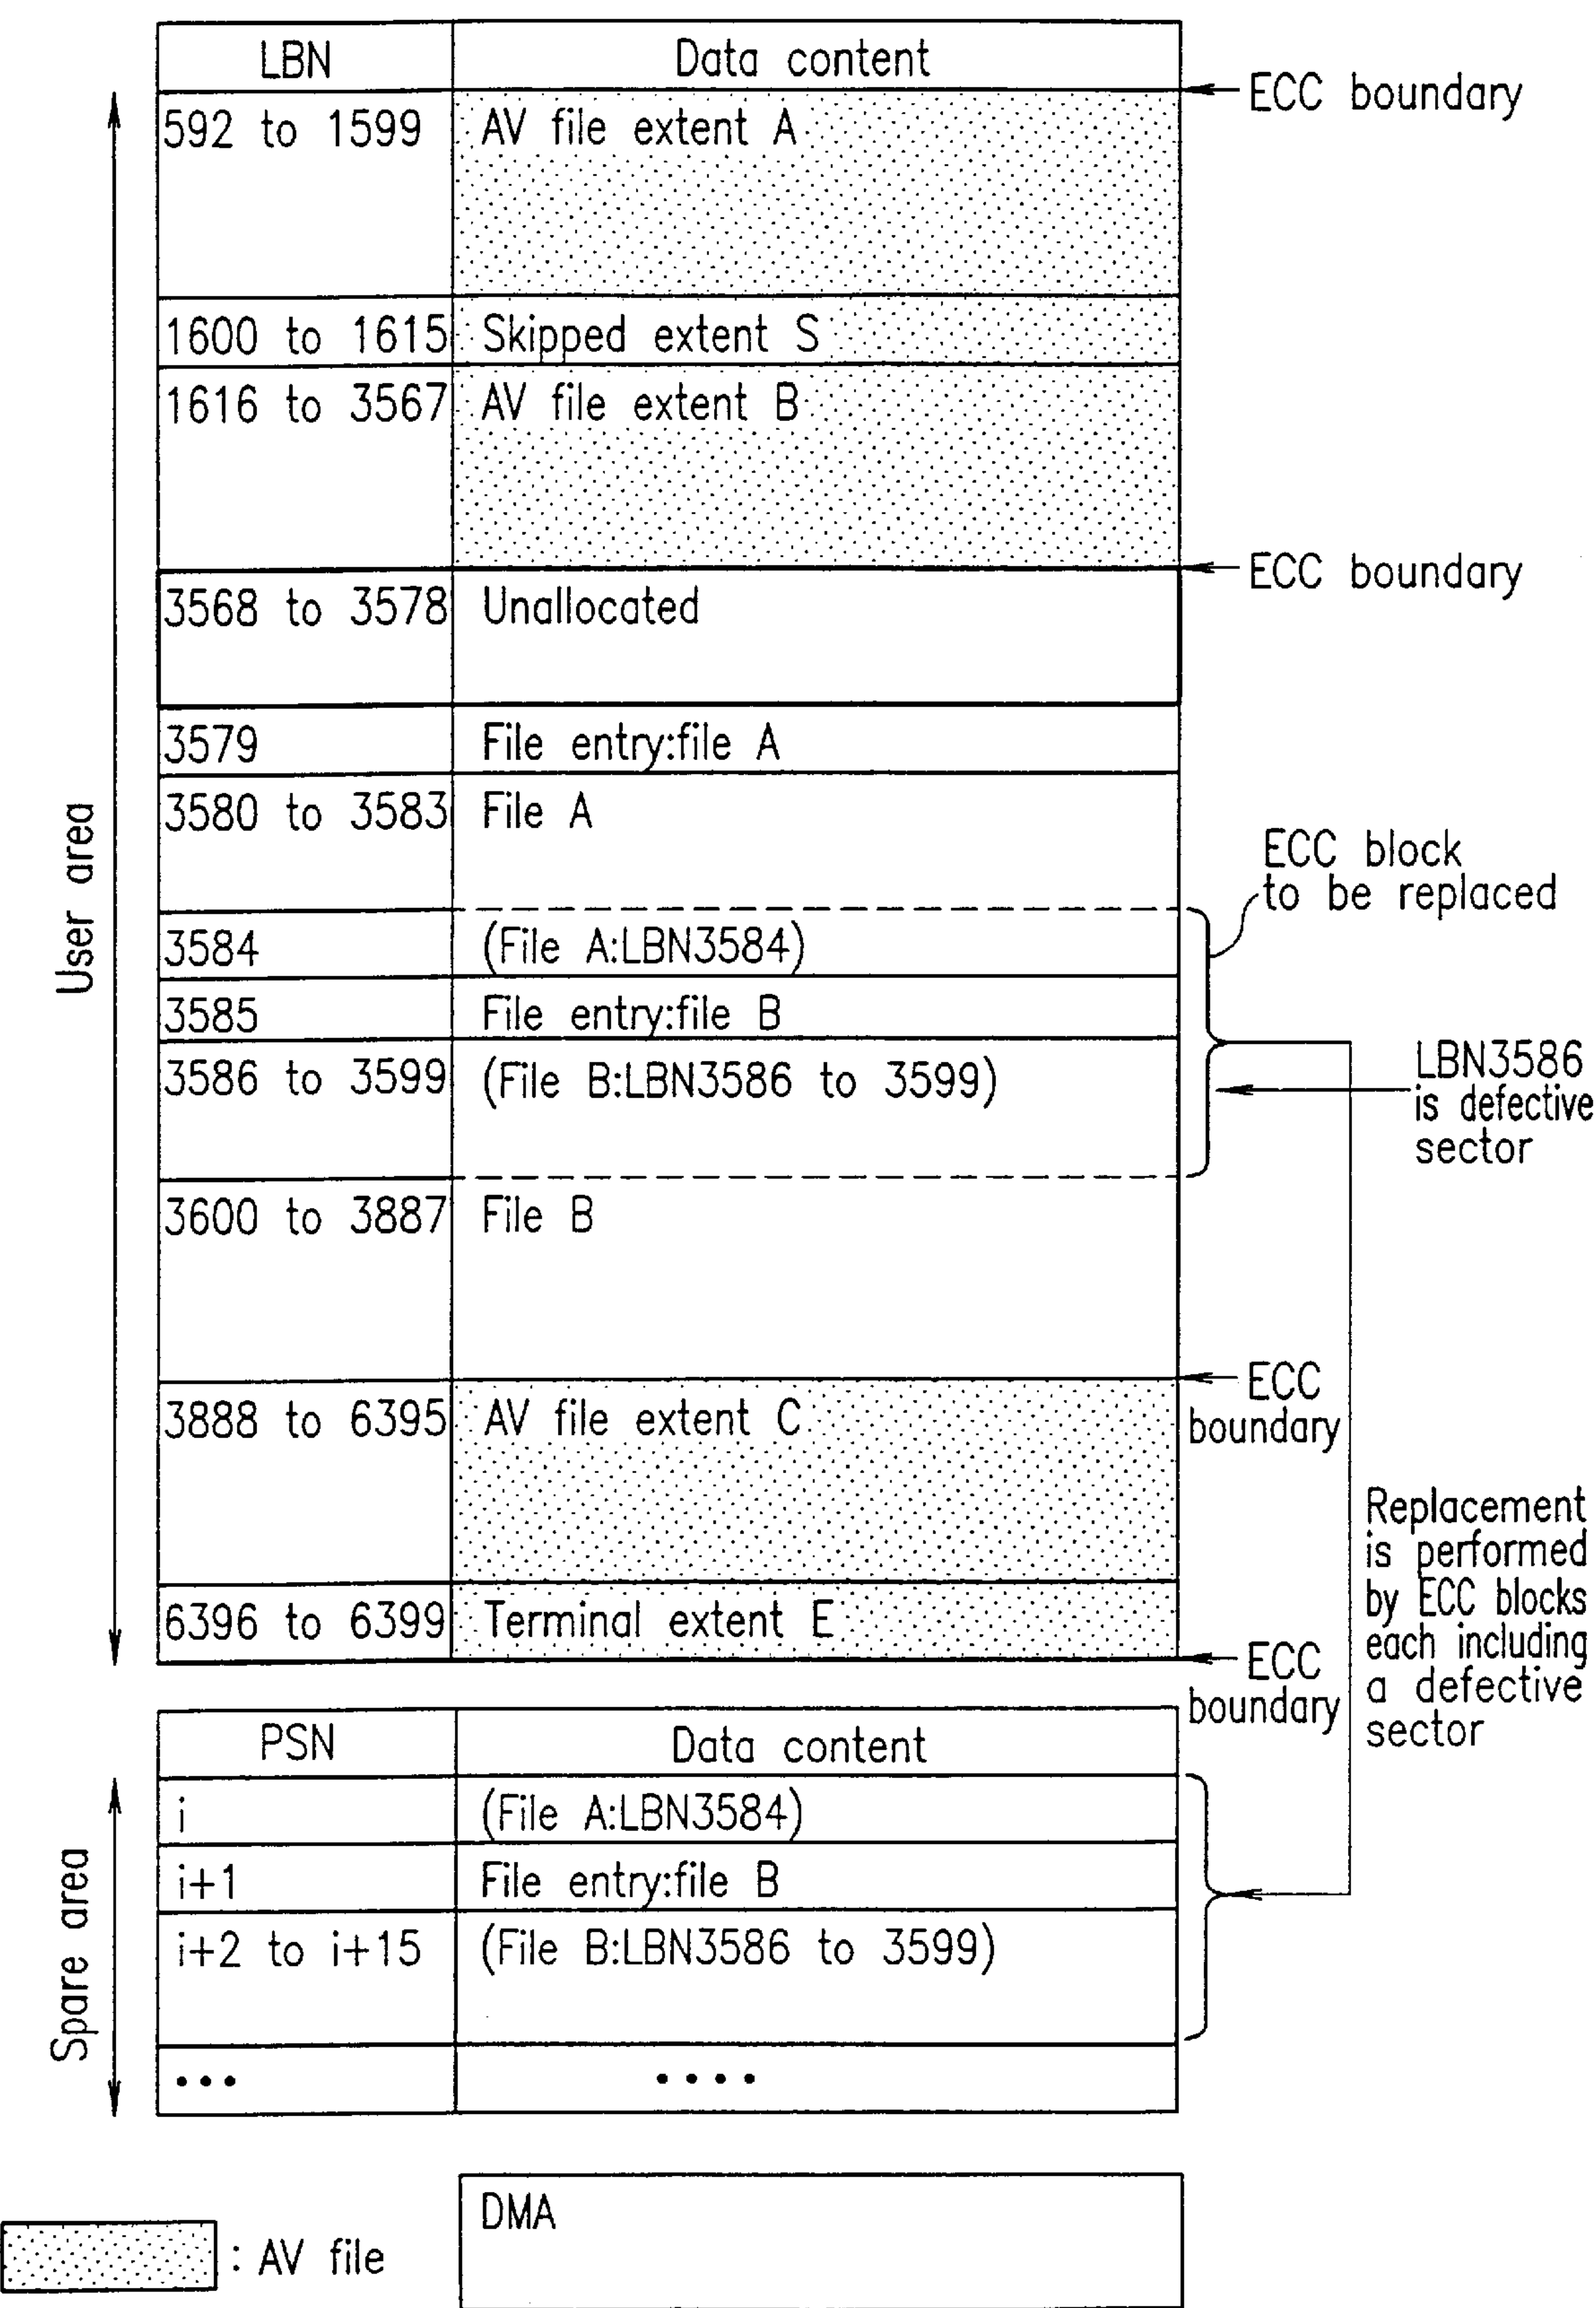 LBN Data content
ECC boundary
592 to 1599 AV file extent A
1600 to 1615 Skipped extent S
1616 to 3567 AV file extent B
ECC boundary
3568 to 3578 Unallocated
3579 File entry:file A
3580 to 3583 File A
ECC block
to be replaced
3584 (File A:LBN3584)
3585 File entry:file B
3586 to 3599 (File B:LBN3586 to 3599)
LBN3586
is defective
sector
3600 to 3887 File B
ECC
boundary
3888 to 6395 AV file extent C
6396 to 6399 Terminal extent E
ECC
boundary
User area
Replacement
is performed
by ECC blocks
each including
a defective
sector
PSN Data content
i (File A:LBN3584)
i+1 File entry:file B
i+2 to i+15 (File B:LBN3586 to 3599)
••• ••••
Spare area
DMA
: AV file